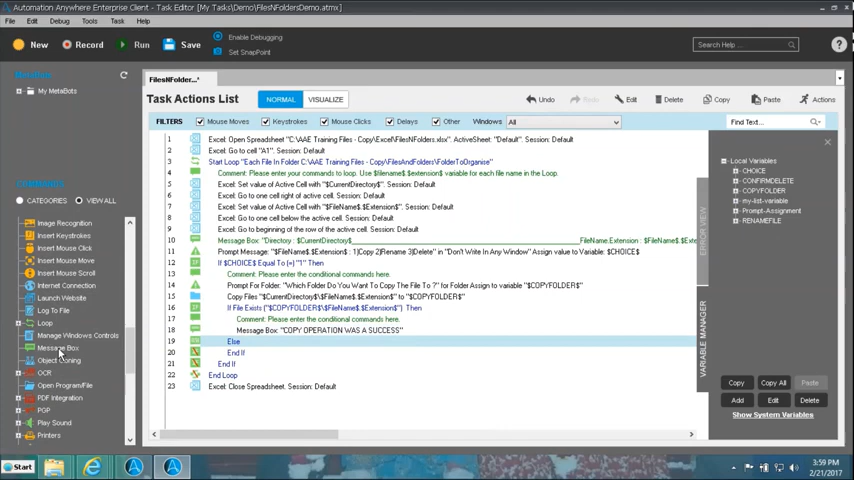 Automation Anywhere Enterprise Client - Task Editor [My Tasks\Demo\FilesNFoldersDemo.atmx]
File Edit Debug Tools Task Help
New Record Run Save
Enable Debugging
Set SnapPoint
Search Help ...
MetaBots
My MetaBots
COMMANDS
CATEGORIES VIEW ALL
Image Recognition
Insert Keystrokes
Insert Mouse Click
Insert Mouse Move
Insert Mouse Scroll
Internet Connection
Launch Website
Log To File
Loop
Manage Windows Controls
Message Box
Object Cloning
OCR
Open Program/File
PDF Integration
PGP
Play Sound
Printers
FilesNFolder...*
Task Actions List NORMAL VISUALIZE Undo Redo Edit Copy Paste Actions
FILTERS Mouse Moves Keystrokes Mouse Clicks Delays Other Windows All Find Text...
1 Excel: Open Spreadsheet "C:\AAE Training Files - Copy\Excel\FilesNFolders.xlsx". ActiveSheet: "Default". Session: Default
2 Excel: Go to cell "A1". Session: Default
3 Start Loop "Each File In Folder C:\AAE Training Files - Copy\FilesAndFolders\FolderToOrganise"
4 Comment: Please enter your commands to loop. Use $filename$.$extension$ variable for each file name in the Loop.
5 Excel: Set value of Active Cell with "$CurrentDirectory$". Session: Default
6 Excel: Go to one cell right of active cell. Session: Default
7 Excel: Set value of Active Cell with "$FileName$.$Extension$". Session: Default
8 Excel: Go to one cell below the active cell. Session: Default
9 Excel: Go to beginning of the row of the active cell. Session: Default
10 Message Box: "Directory : $CurrentDirectory$ FileName.Extension : $FileName$.$Exte
11 Prompt Message: "$FileName$.$Extension$ : 1|Copy 2|Rename 3|Delete" in "Don't Write In Any Window" Assign value to Variable: $CHOICE$
12 If $CHOICE$ Equal To (=) "1" Then
13 Comment: Please enter the conditional commands here.
14 Prompt For Folder: "Which Folder Do You Want To Copy The File To ?" for Folder Assign to variable "$COPYFOLDER$"
15 Copy Files "$CurrentDirectory$\$FileName$.$Extension$" to "$COPYFOLDER$"
16 If File Exists ("$COPYFOLDER$\$FileName$.$Extension$") Then
17 Comment: Please enter the conditional commands here.
18 Message Box: "COPY OPERATION WAS A SUCCESS"
19 Else
20 End If
21 End If
22 End Loop
23 Excel: Close Spreadsheet. Session: Default
ERROR VIEW
VARIABLE MANAGER
Local Variables
CHOICE
CONFIRMDELETE
COPYFOLDER
my-list-variable
Prompt-Assignment
RENAMEFILE
Copy Copy All Paste
Add Edit Delete
Show System Variables
Start
3:59 PM
2/21/2017